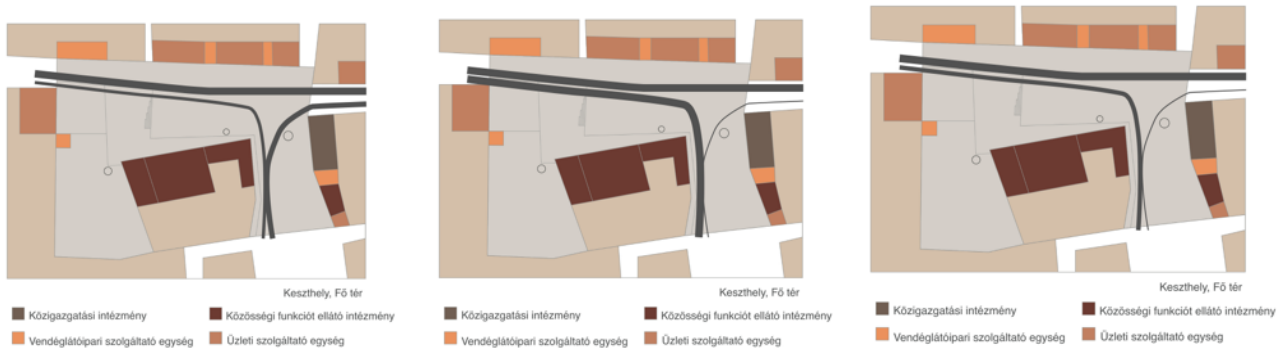 Keszthely, Fő tér
Közigazgatási intézmény
Közösségi funkciót ellátó intézmény
Vendéglátóipari szolgáltató egység
Üzleti szolgáltató egység
Keszthely, Fő tér
Közigazgatási intézmény
Közösségi funkciót ellátó intézmény
Vendéglátóipari szolgáltató egység
Üzleti szolgáltató egység
Keszthely, Fő tér
Közigazgatási intézmény
Közösségi funkciót ellátó intézmény
Vendéglátóipari szolgáltató egység
Üzleti szolgáltató egység